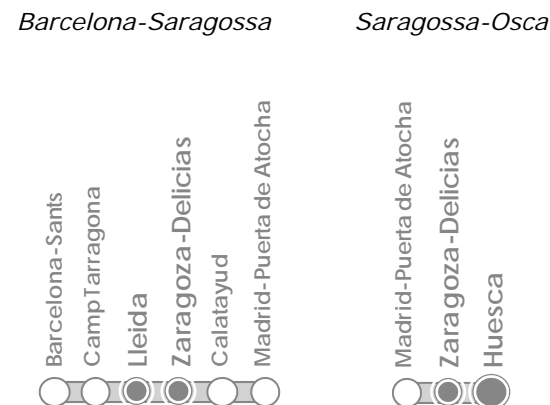 Barcelona-Saragossa
Saragossa-Osca
Barcelona-Sants
CampTarragona
Lleida
Zaragoza-Delicias
Calatayud
Madrid-Puerta de Atocha
Madrid-Puerta de Atocha
Zaragoza-Delicias
Huesca